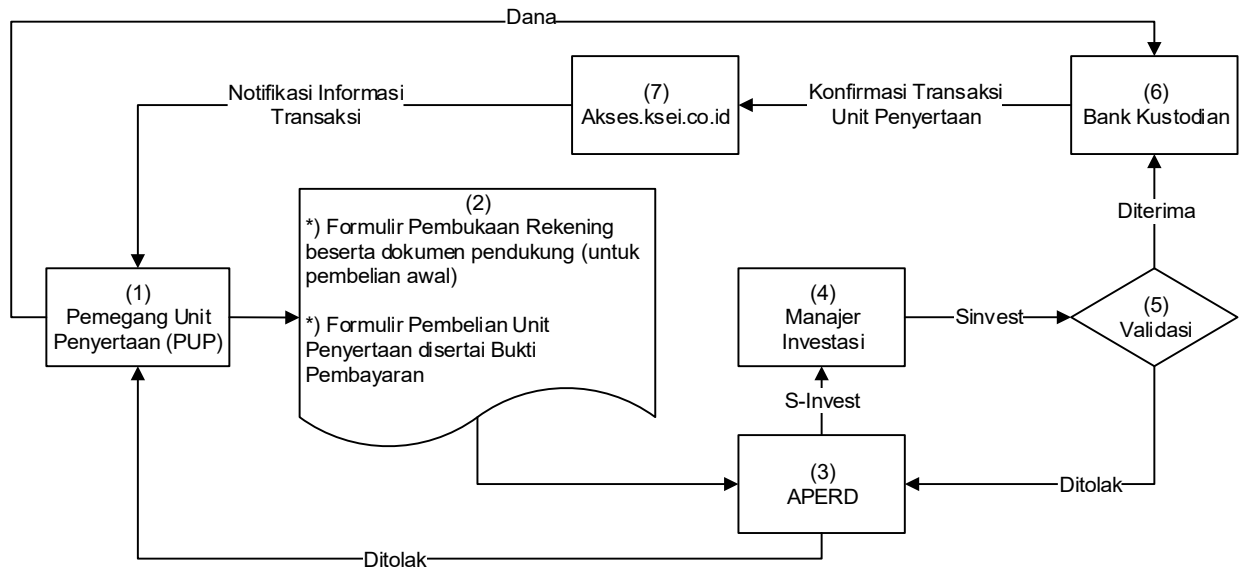 Dana
Notifikasi Informasi
Transaksi
(7)
Akses.ksei.co.id
Konfirmasi Transaksi
Unit Penyertaan
(6)
Bank Kustodian
(2)
*) Formulir Pembukaan Rekening
beserta dokumen pendukung (untuk
pembelian awal)
*) Formulir Pembelian Unit
Penyertaan disertai Bukti
Pembayaran
Diterima
(1)
Pemegang Unit
Penyertaan (PUP)
(4)
Manajer
Investasi
Sinvest
(5)
Validasi
S-Invest
(3)
APERD
Ditolak
Ditolak